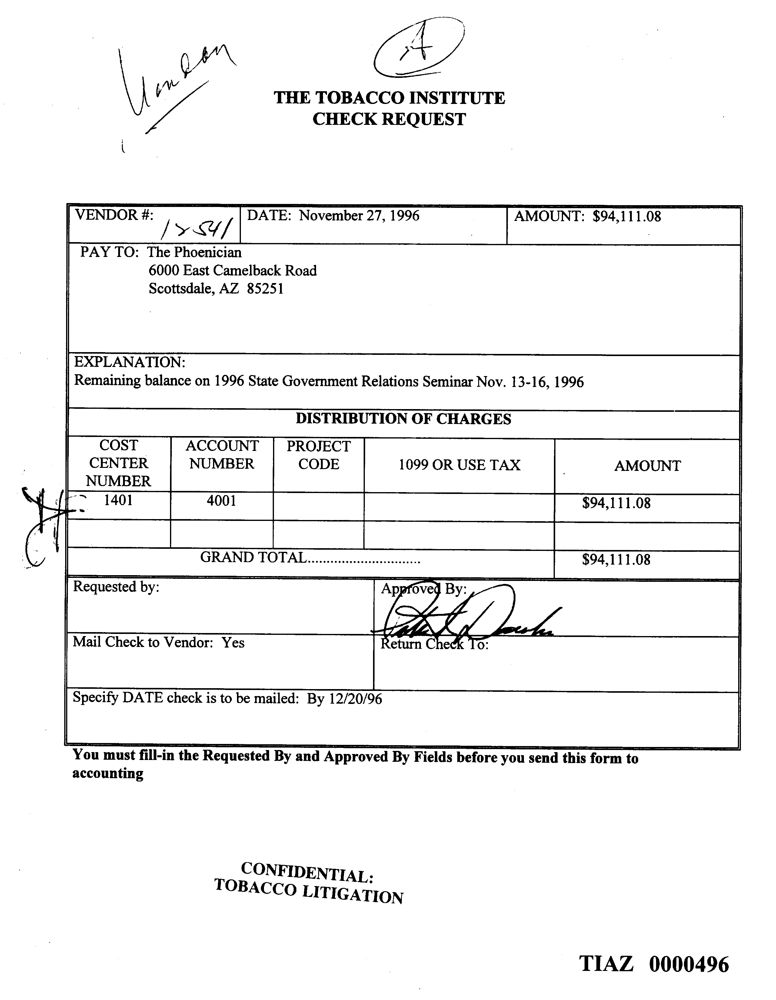 A
THE TOBACCO INSTITUTE
CHECK REQUEST
VENDOR #:
DATE: November 27, 1996
AMOUNT: $94,111.08
PAY TO: The Phoenician
6000 East Camelback Road
Scottsdale, AZ 85251
EXPLANATION:
Remaining balance on 1996 State Government Relations Seminar Nov. 13-16, 1996
DISTRIBUTION OF CHARGES
COST CENTER NUMBER ACCOUNT NUMBER PROJECT CODE 1099 OR USE TAX AMOUNT
1401 4001 $94,111.08
GRAND TOTAL.............................. $94,111.08
Requested by: Approved By:
Mail Check to Vendor: Yes Return Check To:
Specify DATE check is to be mailed: By 12/20/96
You must fill-in the Requested By and Approved By Fields before you send this form to
accounting
CONFIDENTIAL:
TOBACCO LITIGATION
TIAZ 0000496